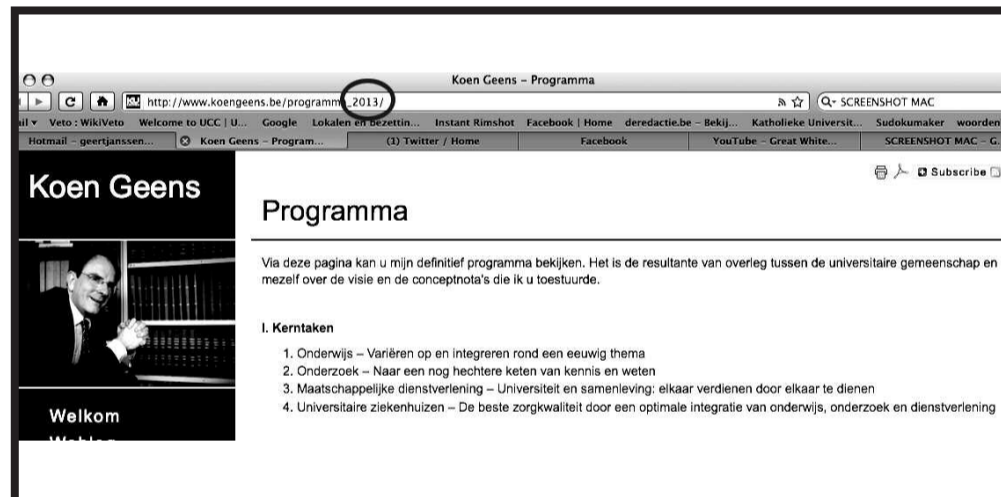 Koen Geens – Programma
http://www.koengeens.be/programma_2013/
SCREENSHOT MAC
Veto : WikiVeto Welcome to UCC | U... Google Lokalen en bezettin... Instant Rimshot Facebook | Home deredactie.be – Bekij... Katholieke Universit... Sudokumaker woorden
Hotmail – geertjanssen... Koen Geens – Program... (1) Twitter / Home Facebook YouTube – Great White... SCREENSHOT MAC – G...
Subscribe
Koen Geens
Programma
Via deze pagina kan u mijn definitief programma bekijken. Het is de resultante van overleg tussen de universitaire gemeenschap en
mezelf over de visie en de conceptnota's die ik u toestuurde.
I. Kerntaken
1. Onderwijs – Variëren op en integreren rond een eeuwig thema
2. Onderzoek – Naar een nog hechtere keten van kennis en weten
3. Maatschappelijke dienstverlening – Universiteit en samenleving: elkaar verdienen door elkaar te dienen
4. Universitaire ziekenhuizen – De beste zorgkwaliteit door een optimale integratie van onderwijs, onderzoek en dienstverlening
Welkom